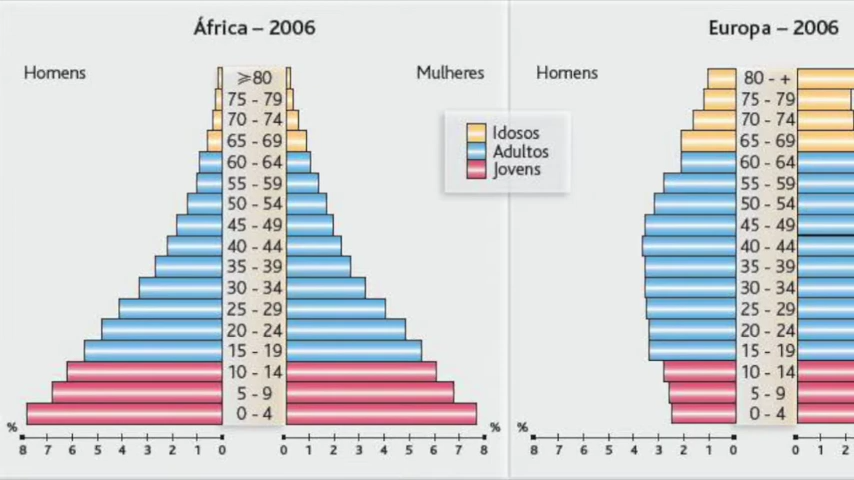 África – 2006
Homens
Mulheres
≥80
75 - 79
70 - 74
65 - 69
60 - 64
55 - 59
50 - 54
45 - 49
40 - 44
35 - 39
30 - 34
25 - 29
20 - 24
15 - 19
10 - 14
5 - 9
0 - 4
%
%
8 7 6 5 4 3 2 1 0
0 1 2 3 4 5 6 7 8
Idosos
Adultos
Jovens
Europa – 2006
Homens
80 - +
75 - 79
70 - 74
65 - 69
60 - 64
55 - 59
50 - 54
45 - 49
40 - 44
35 - 39
30 - 34
25 - 29
20 - 24
15 - 19
10 - 14
5 - 9
0 - 4
%
8 7 6 5 4 3 2 1 0
0 1 2